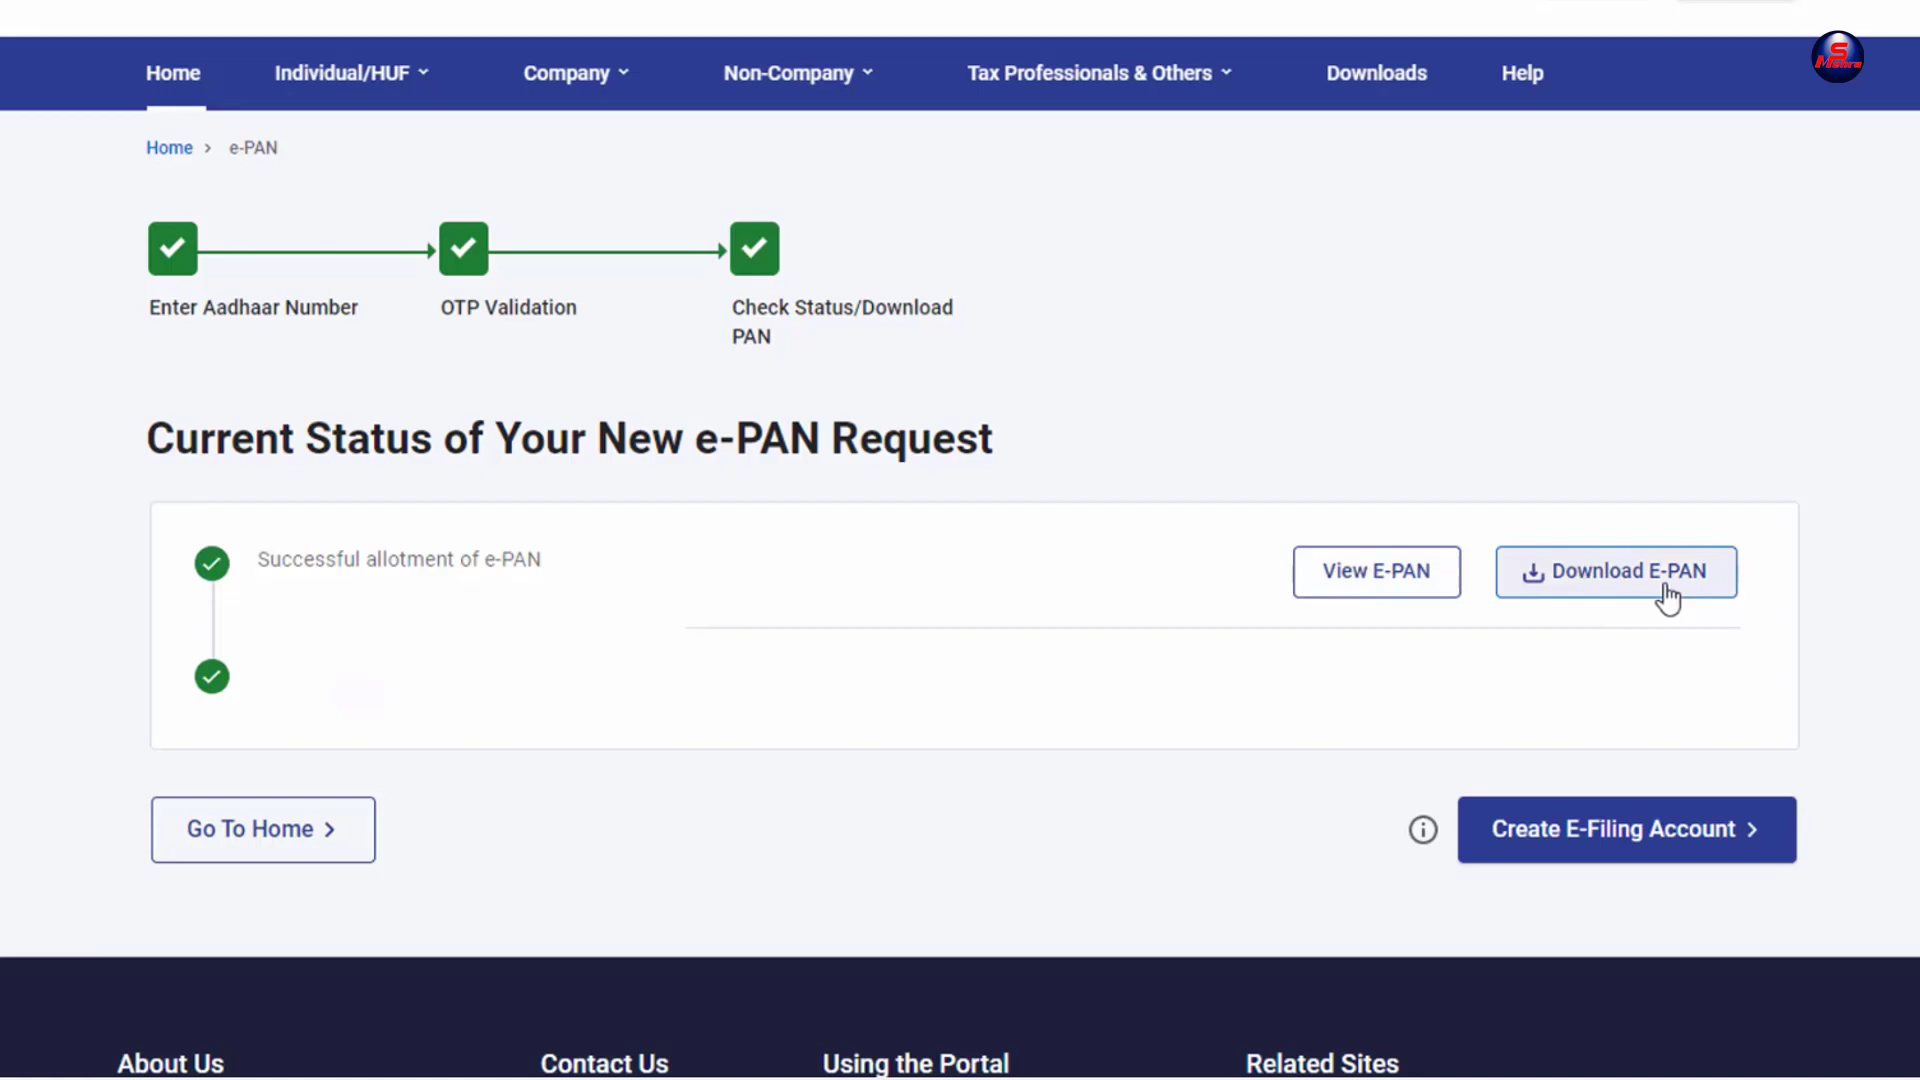 Home Individual/HUF Company Non-Company Tax Professionals & Others Downloads Help
S
Home > e-PAN
Enter Aadhaar Number OTP Validation Check Status/Download
PAN
Current Status of Your New e-PAN Request
Successful allotment of e-PAN View E-PAN Download E-PAN
Go To Home > Create E-Filing Account >
About Us Contact Us Using the Portal Related Sites